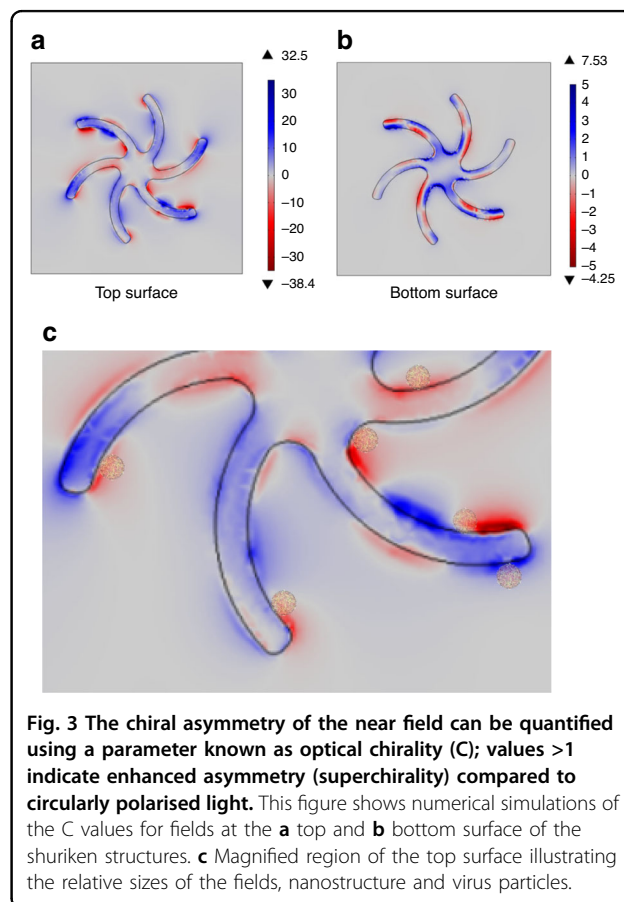 a
b
▲ 32.5
30
20
10
0
−10
−20
−30
▼ −38.4
Top surface
▲ 7.53
5
4
3
2
1
0
−1
−2
−3
−4
−5
▼ −4.25
Bottom surface
c
Fig. 3 The chiral asymmetry of the near field can be quantified
using a parameter known as optical chirality (C); values >1
indicate enhanced asymmetry (superchirality) compared to
circularly polarised light. This figure shows numerical simulations of
the C values for fields at the a top and b bottom surface of the
shuriken structures. c Magnified region of the top surface illustrating
the relative sizes of the fields, nanostructure and virus particles.